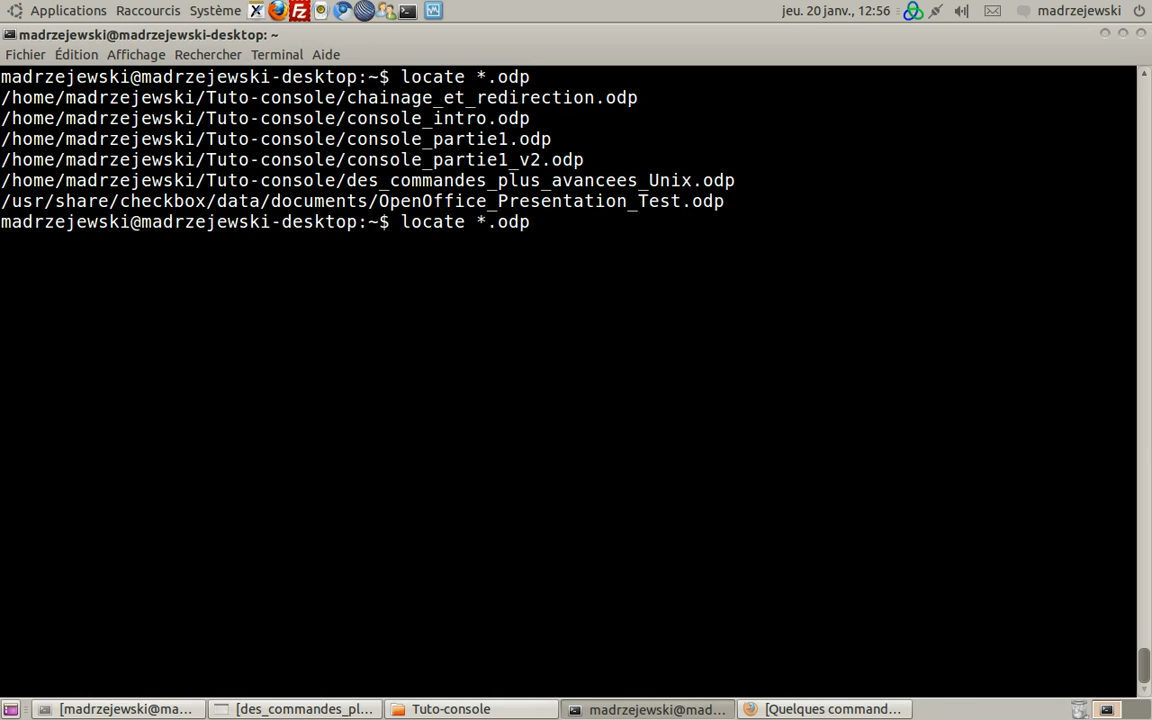 Applications Raccourcis Système jeu. 20 janv., 12:56 madrzejewski
madrzejewski@madrzejewski-desktop: ~
Fichier Édition Affichage Rechercher Terminal Aide
madrzejewski@madrzejewski-desktop:~$ locate *.odp
/home/madrzejewski/Tuto-console/chainage_et_redirection.odp
/home/madrzejewski/Tuto-console/console_intro.odp
/home/madrzejewski/Tuto-console/console_partie1.odp
/home/madrzejewski/Tuto-console/console_partie1_v2.odp
/home/madrzejewski/Tuto-console/des_commandes_plus_avancees_Unix.odp
/usr/share/checkbox/data/documents/OpenOffice_Presentation_Test.odp
madrzejewski@madrzejewski-desktop:~$ locate *.odp
[madrzejewski@ma... [des_commandes_pl... Tuto-console madrzejewski@mad... [Quelques command...